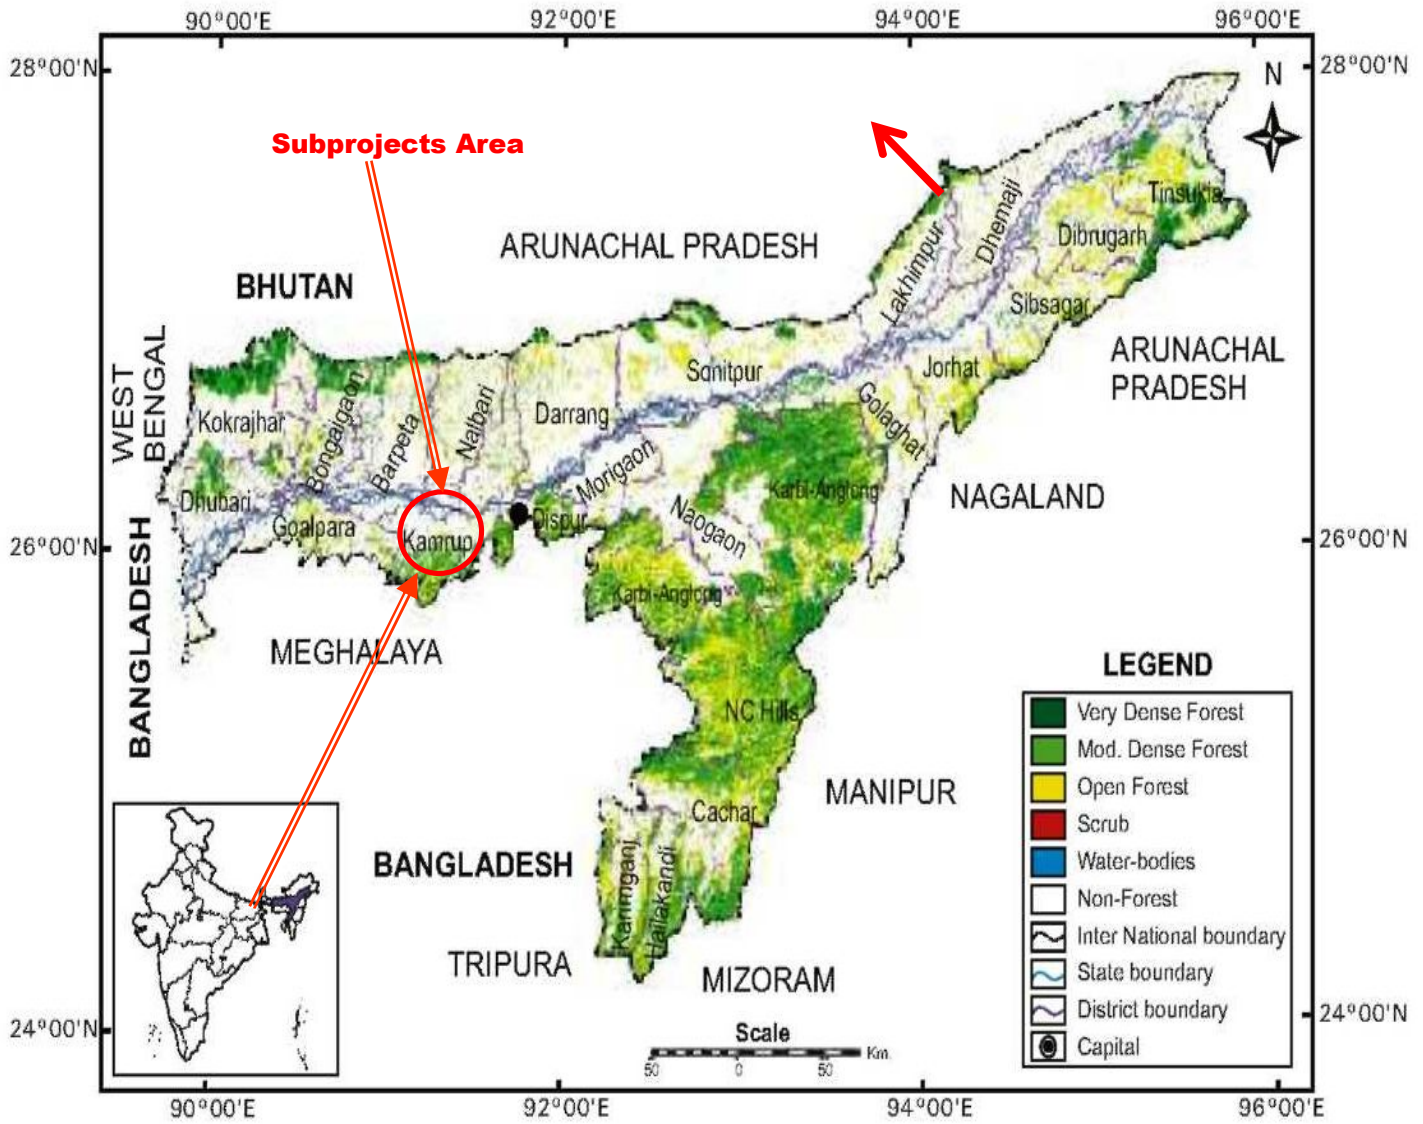 90°00'E 92°00'E 94°00'E 96°00'E
28°00'N 28°00'N
N
Subprojects Area
Tinsukia
Dhemaji
Dibrugarh
ARUNACHAL PRADESH
Lakhimpur
BHUTAN
Sibsagar
WEST
BENGAL
ARUNACHAL
PRADESH
Jorhat
Sonitpur
Golaghat
Kokrajhar
Bongaigaon
Barpeta
Nalbari
Darrang
Morigaon
Karbi-Anglong
NAGALAND
Dhubari
Goalpara
Kamrup
Dispur
Naogaon
26°00'N 26°00'N
BANGLADESH
Karbi-Anglong
MEGHALAYA
NC Hills
MANIPUR
Cachar
BANGLADESH
Karimganj
Hailakandi
TRIPURA
MIZORAM
LEGEND
Very Dense Forest
Mod. Dense Forest
Open Forest
Scrub
Water-bodies
Non-Forest
Inter National boundary
State boundary
District boundary
Capital
Scale
Km.
50 0 50
24°00'N 24°00'N
90°00'E 92°00'E 94°00'E 96°00'E